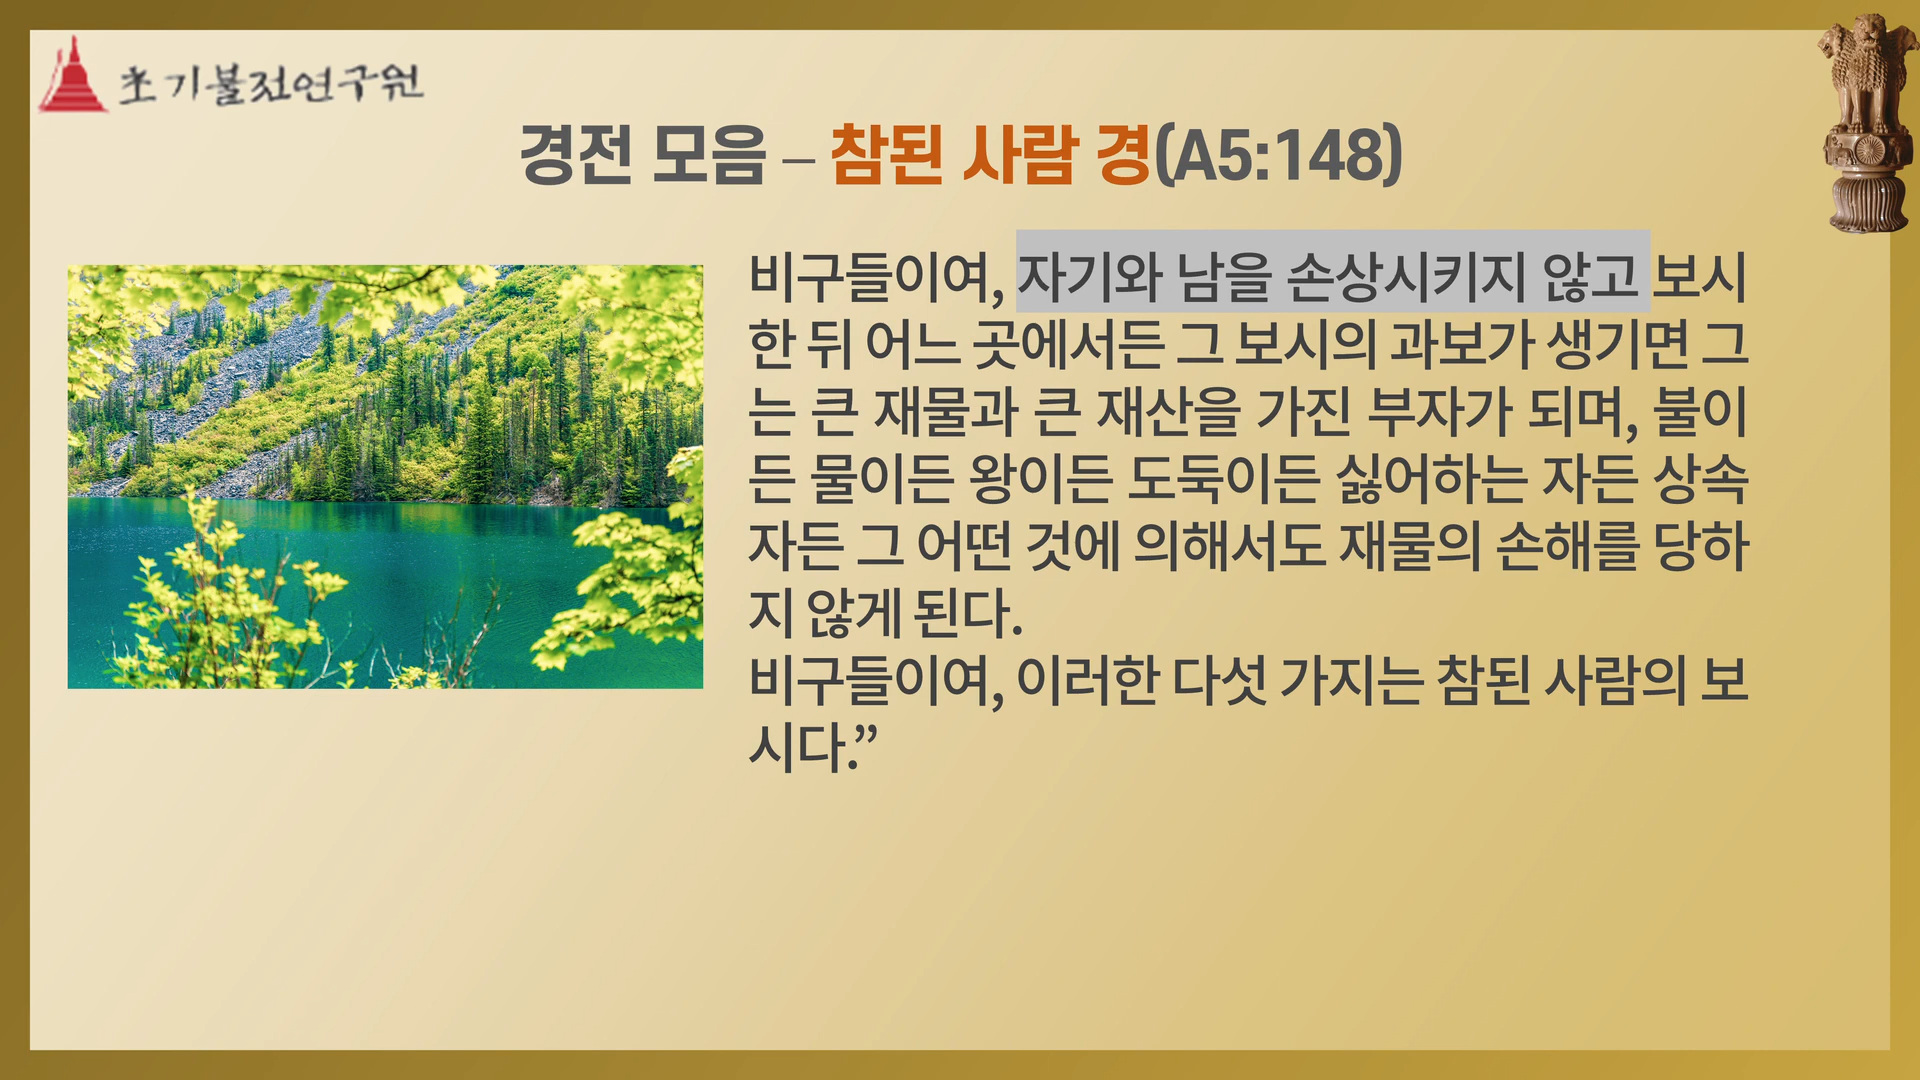 초기불전연구원
경전 모음 – 참된 사람 경(A5:148)
비구들이여, 자기와 남을 손상시키지 않고 보시
한 뒤 어느 곳에서든 그 보시의 과보가 생기면 그
는 큰 재물과 큰 재산을 가진 부자가 되며, 불이
든 물이든 왕이든 도둑이든 싫어하는 자든 상속
자든 그 어떤 것에 의해서도 재물의 손해를 당하
지 않게 된다.
비구들이여, 이러한 다섯 가지는 참된 사람의 보
시다.”